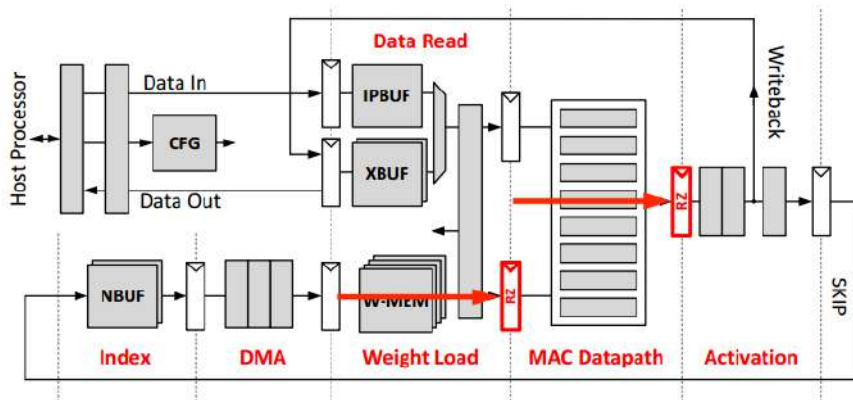 Data Read
Host Processor
Data In
IPBUF
Writeback
CFG
XBUF
Data Out
RZ
NBUF
W-MEM
RZ
SKIP
Index
DMA
Weight Load
MAC Datapath
Activation